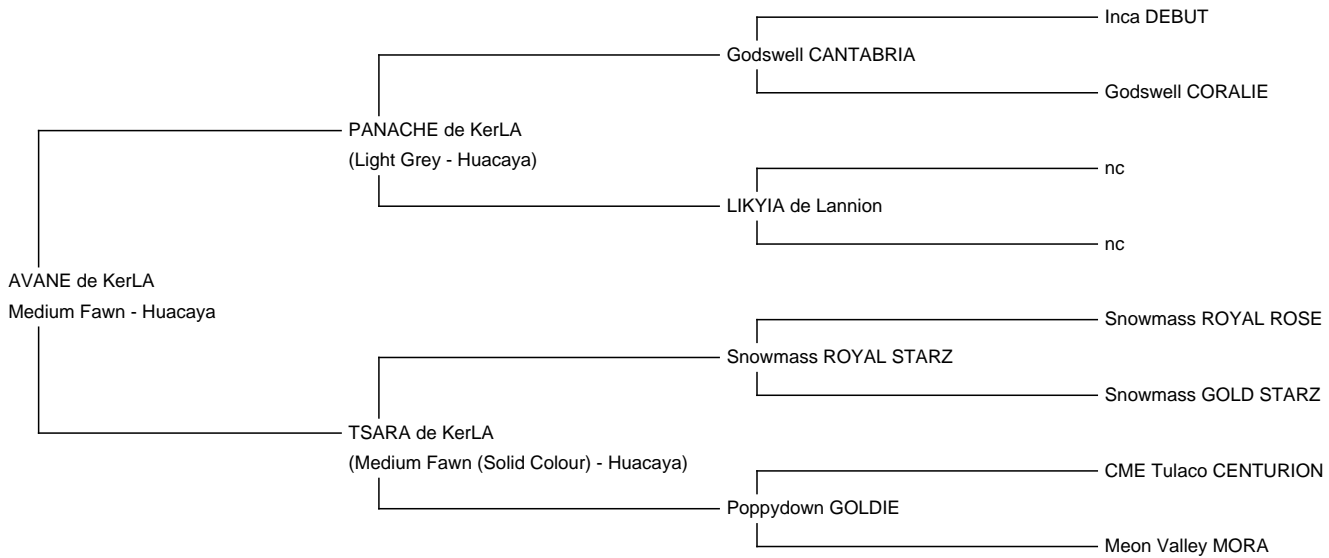 Inca DEBUT
Godswell CANTABRIA
Godswell CORALIE
PANACHE de KerLA
(Light Grey - Huacaya)
nc
LIKYIA de Lannion
nc
AVANE de KerLA
Medium Fawn - Huacaya
Snowmass ROYAL ROSE
Snowmass ROYAL STARZ
Snowmass GOLD STARZ
TSARA de KerLA
(Medium Fawn (Solid Colour) - Huacaya)
CME Tulaco CENTURION
Poppydown GOLDIE
Meon Valley MORA